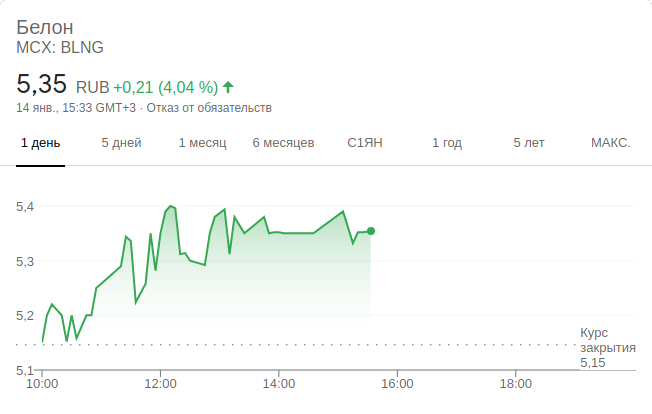 Белон
MCX: BLNG
5,35 RUB +0,21 (4,04 %)
14 янв., 15:33 GMT+3 · Отказ от обязательств
1 день 5 дней 1 месяц 6 месяцев С1ЯН 1 год 5 лет МАКС.
5,4
5,3
5,2
Курс
закрытия
5,15
5,1
10:00 12:00 14:00 16:00 18:00